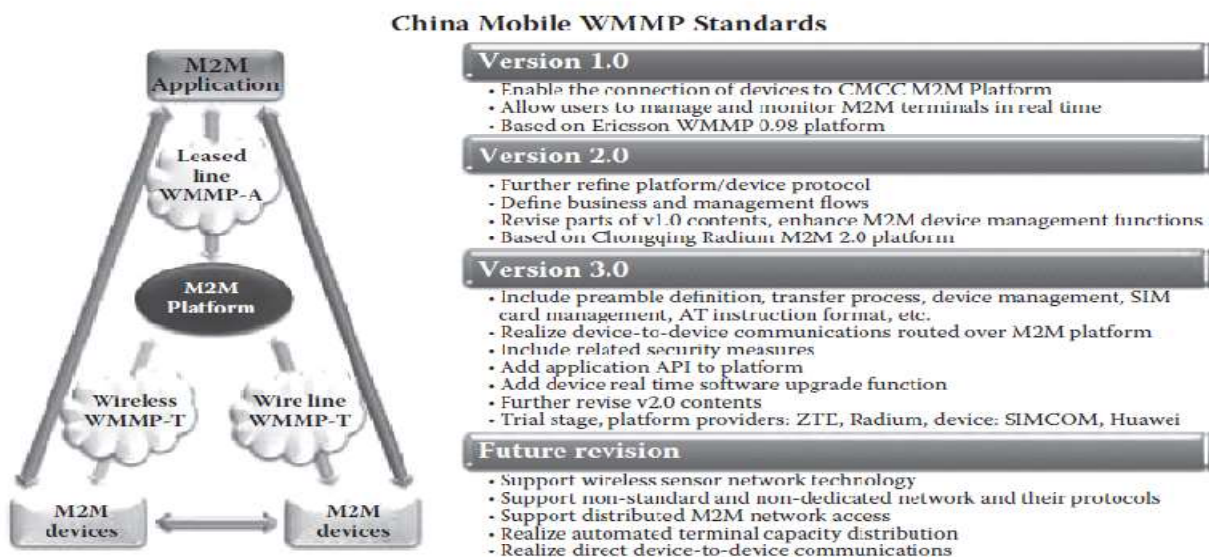 China Mobile WMMP Standards
M2M
Application
Leased
line
WMMP-A
M2M
Platform
Wireless
WMMP-T
Wire line
WMMP-T
M2M
devices
M2M
devices
Version 1.0
• Enable the connection of devices to CMCC M2M Platform
• Allow users to manage and monitor M2M terminals in real time
• Based on Ericsson WMMP 0.98 platform
Version 2.0
• Further refine platform/device protocol
• Define business and management flows
• Revise parts of v1.0 contents, enhance M2M device management functions
• Based on Chongqing Radium M2M 2.0 platform
Version 3.0
• Include preamble definition, transfer process, device management, SIM
card management, AT instruction format, etc.
• Realize device-to-device communications routed over M2M platform
• Include related security measures
• Add application API to platform
• Add device real time software upgrade function
• Further revise v2.0 contents
• Trial stage, platform providers: ZTE, Radium, device: SIMCOM, Huawei
Future revision
• Support wireless sensor network technology
• Support non-standard and non-dedicated network and their protocols
• Support distributed M2M network access
• Realize automated terminal capacity distribution
• Realize direct device-to-device communications